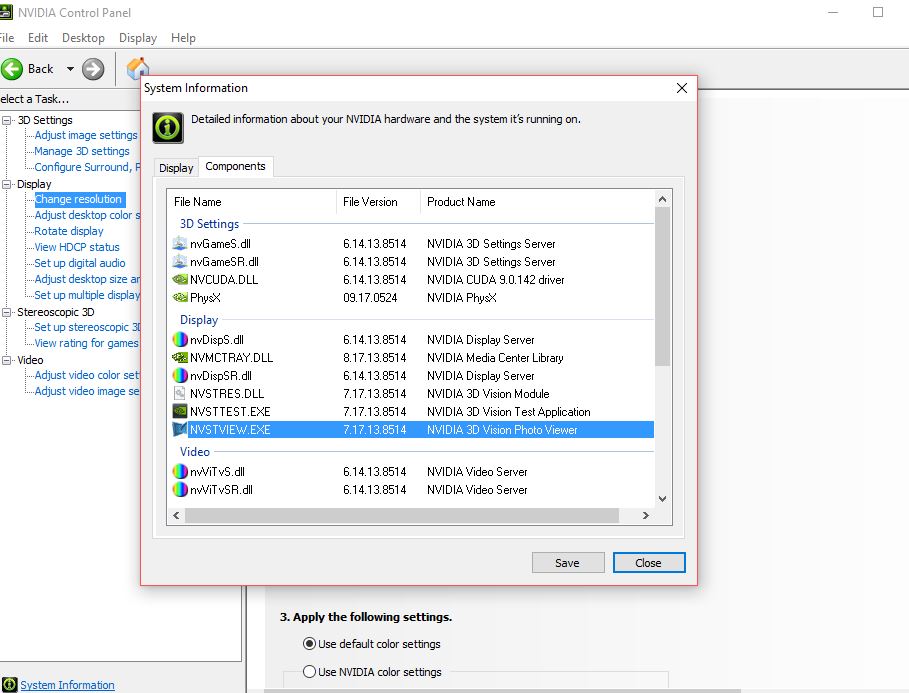 NVIDIA Control Panel
File Edit Desktop Display Help
Back
elect a Task...
3D Settings
Adjust image settings
Manage 3D settings
Configure Surround, P
Display
Change resolution
Adjust desktop color s
Rotate display
View HDCP status
Set up digital audio
Adjust desktop size an
Set up multiple display
Stereoscopic 3D
Set up stereoscopic 3D
View rating for games
Video
Adjust video color set
Adjust video image se
System Information
System Information
Detailed information about your NVIDIA hardware and the system it's running on.
Display Components
File Name File Version Product Name
3D Settings
nvGameS.dll 6.14.13.8514 NVIDIA 3D Settings Server
nvGameSR.dll 6.14.13.8514 NVIDIA 3D Settings Server
NVCUDA.DLL 6.14.13.8514 NVIDIA CUDA 9.0.142 driver
PhysX 09.17.0524 NVIDIA PhysX
Display
nvDispS.dll 6.14.13.8514 NVIDIA Display Server
NVMCTRAY.DLL 8.17.13.8514 NVIDIA Media Center Library
nvDispSR.dll 6.14.13.8514 NVIDIA Display Server
NVSTRES.DLL 7.17.13.8514 NVIDIA 3D Vision Module
NVSTTEST.EXE 7.17.13.8514 NVIDIA 3D Vision Test Application
NVSTVIEW.EXE 7.17.13.8514 NVIDIA 3D Vision Photo Viewer
Video
nvViTvS.dll 6.14.13.8514 NVIDIA Video Server
nvViTvSR.dll 6.14.13.8514 NVIDIA Video Server
Save Close
3. Apply the following settings.
Use default color settings
Use NVIDIA color settings